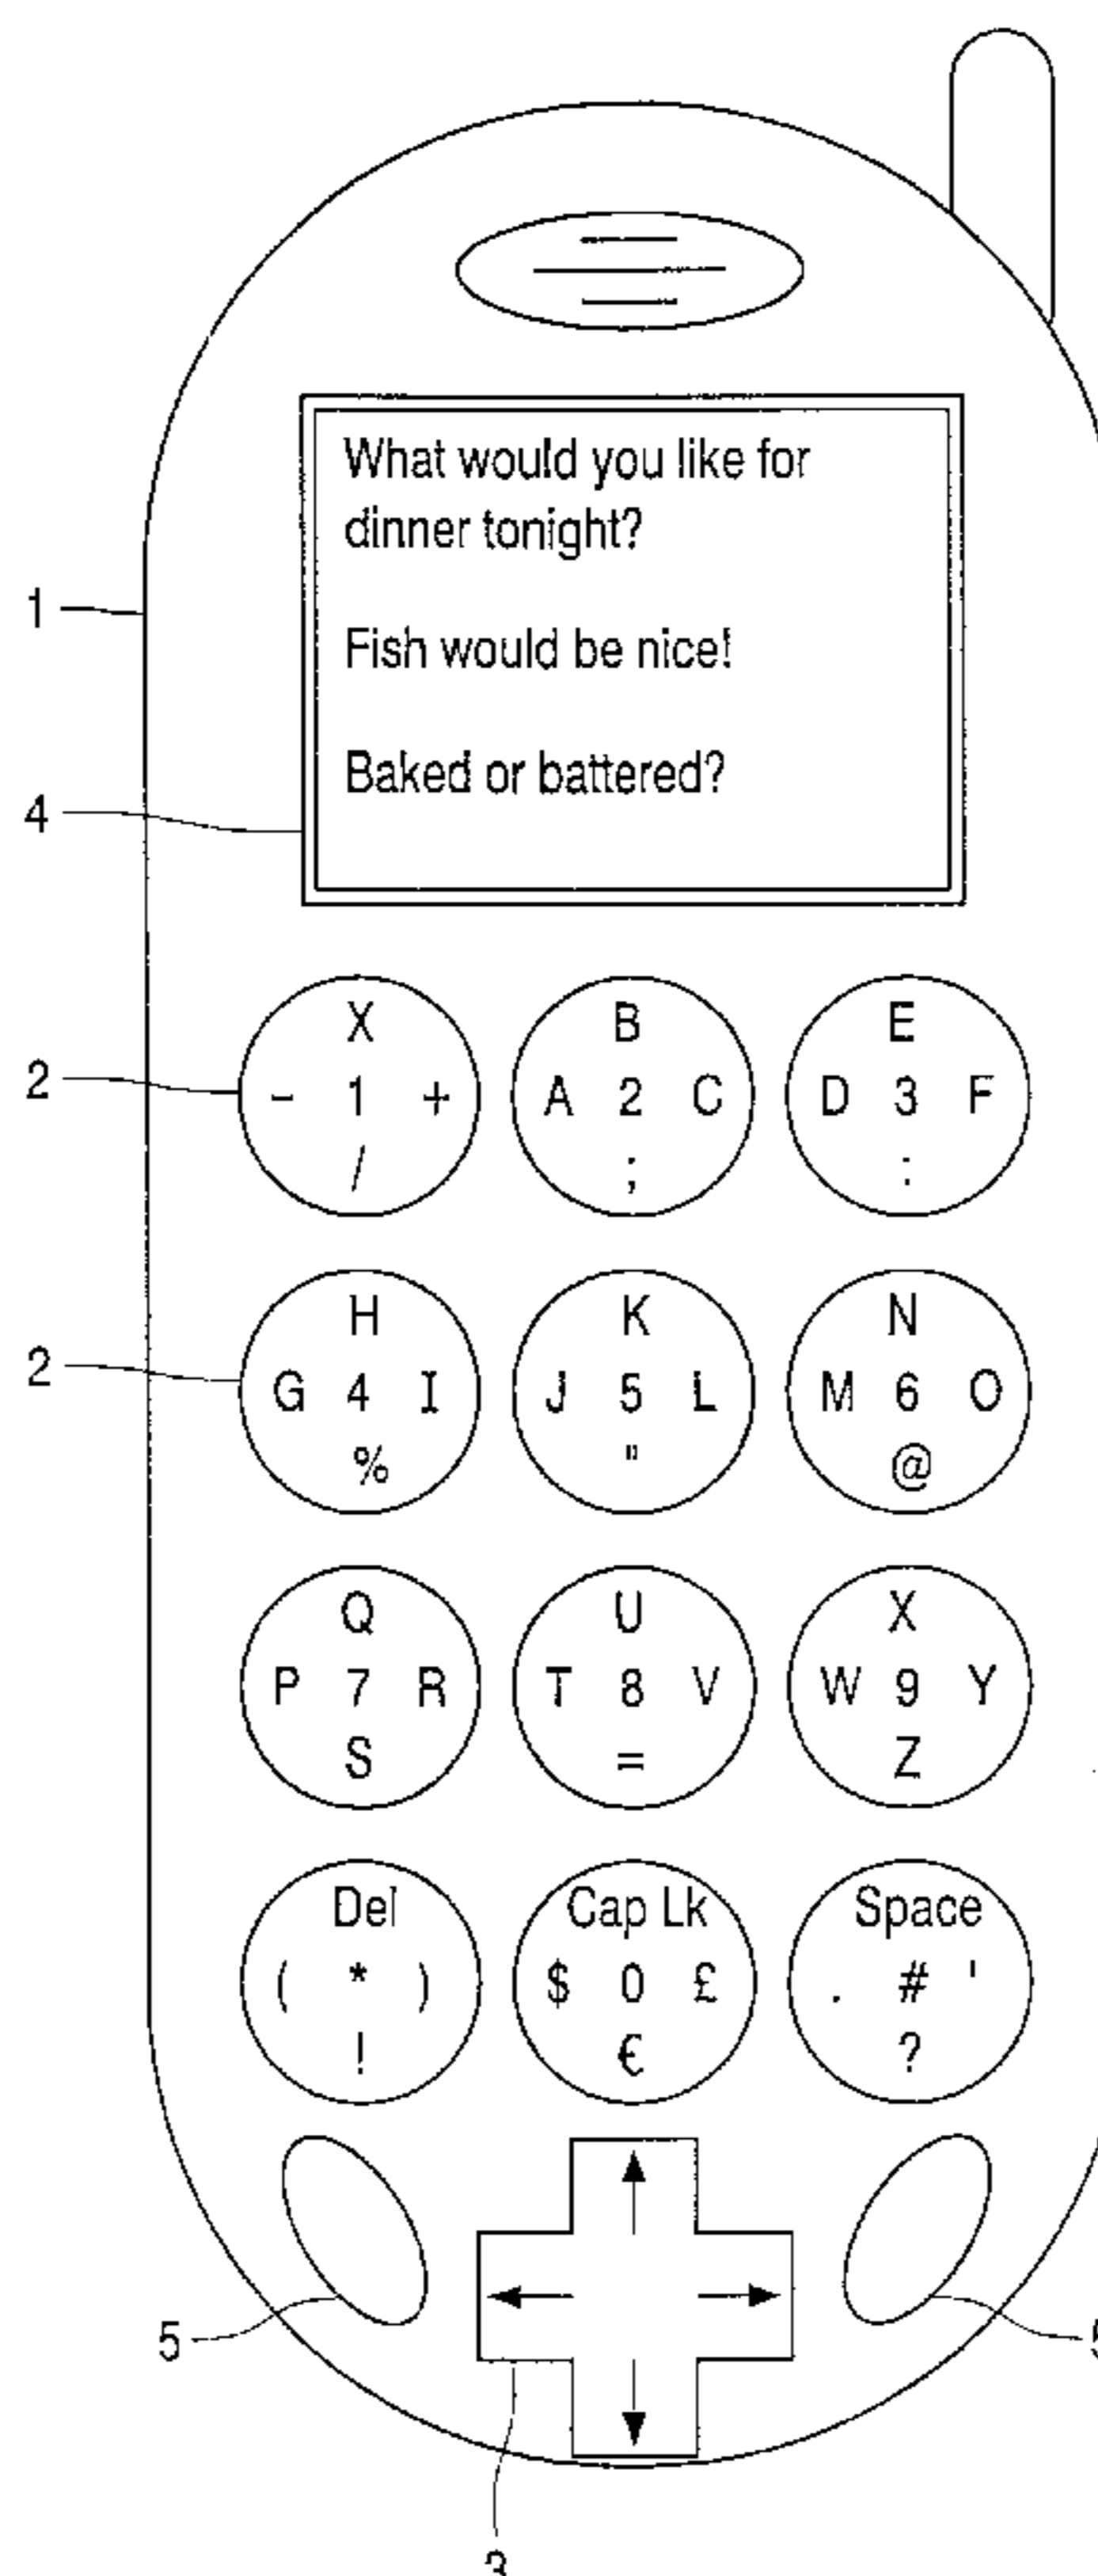 What would you like for
dinner tonight?
Fish would be nice!
1
Baked or battered?
4
X B E
2 - 1 + A 2 C D 3 F
/ ; :
H K N
2 G 4 I J 5 L M 6 O
% " @
Q U X
P 7 R T 8 V W 9 Y
S = Z
Del Cap Lk Space
( * ) $ 0 £ . # '
! € ?
5 5
3